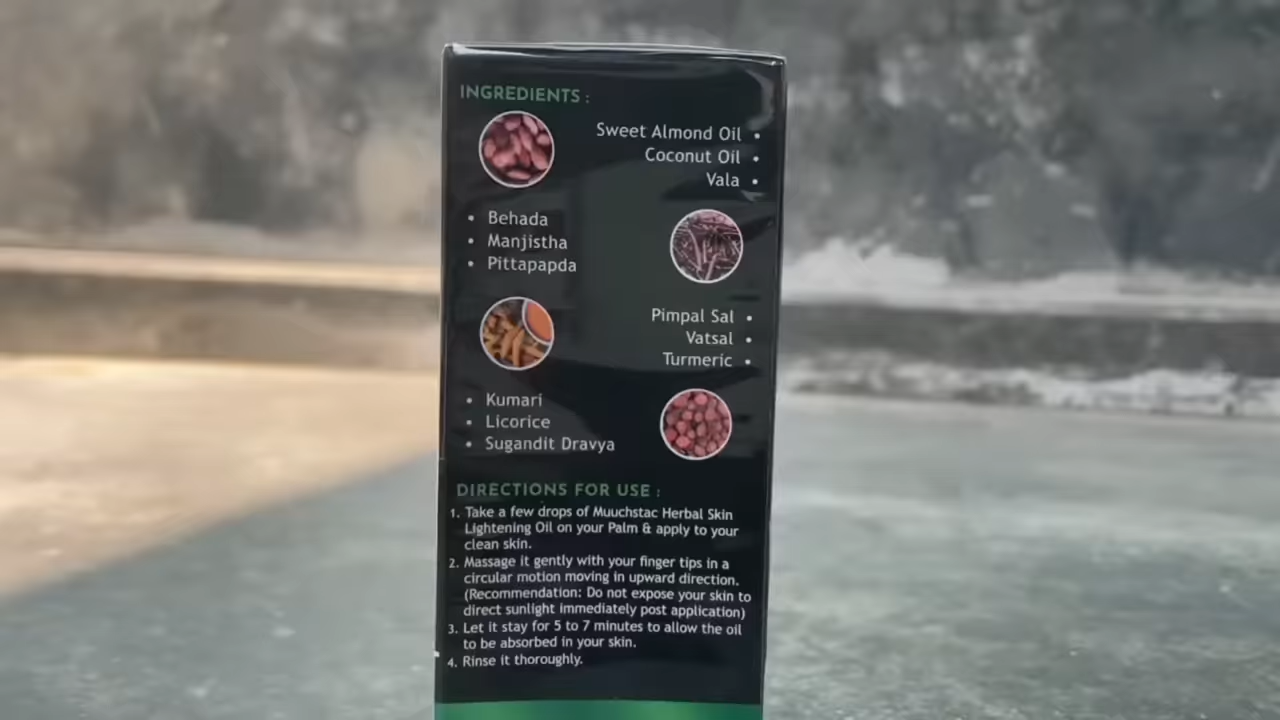 INGREDIENTS :
Sweet Almond Oil •
Coconut Oil •
Vala •
• Behada
• Manjistha
• Pittapapda
Pimpal Sal •
Vatsal •
Turmeric •
• Kumari
• Licorice
• Sugandit Dravya
DIRECTIONS FOR USE :
1. Take a few drops of Muuchstac Herbal Skin
Lightening Oil on your Palm & apply to your
clean skin.
2. Massage it gently with your finger tips in a
circular motion moving in upward direction.
(Recommendation: Do not expose your skin to
direct sunlight immediately post application)
3. Let it stay for 5 to 7 minutes to allow the oil
to be absorbed in your skin.
4. Rinse it thoroughly.